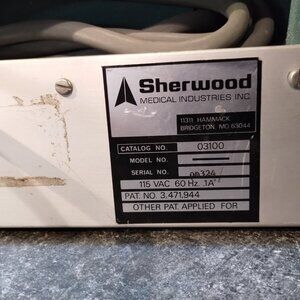 Sherwood
MEDICAL INDUSTRIES INC.
11311 HAMMACK
BRIDGETON, MO 63044
CATALOG NO. 03100
MODEL NO.
SERIAL NO.
115 VAC 60 Hz .1A
PAT. NO. 3,471,944
OTHER PAT. APPLIED FOR